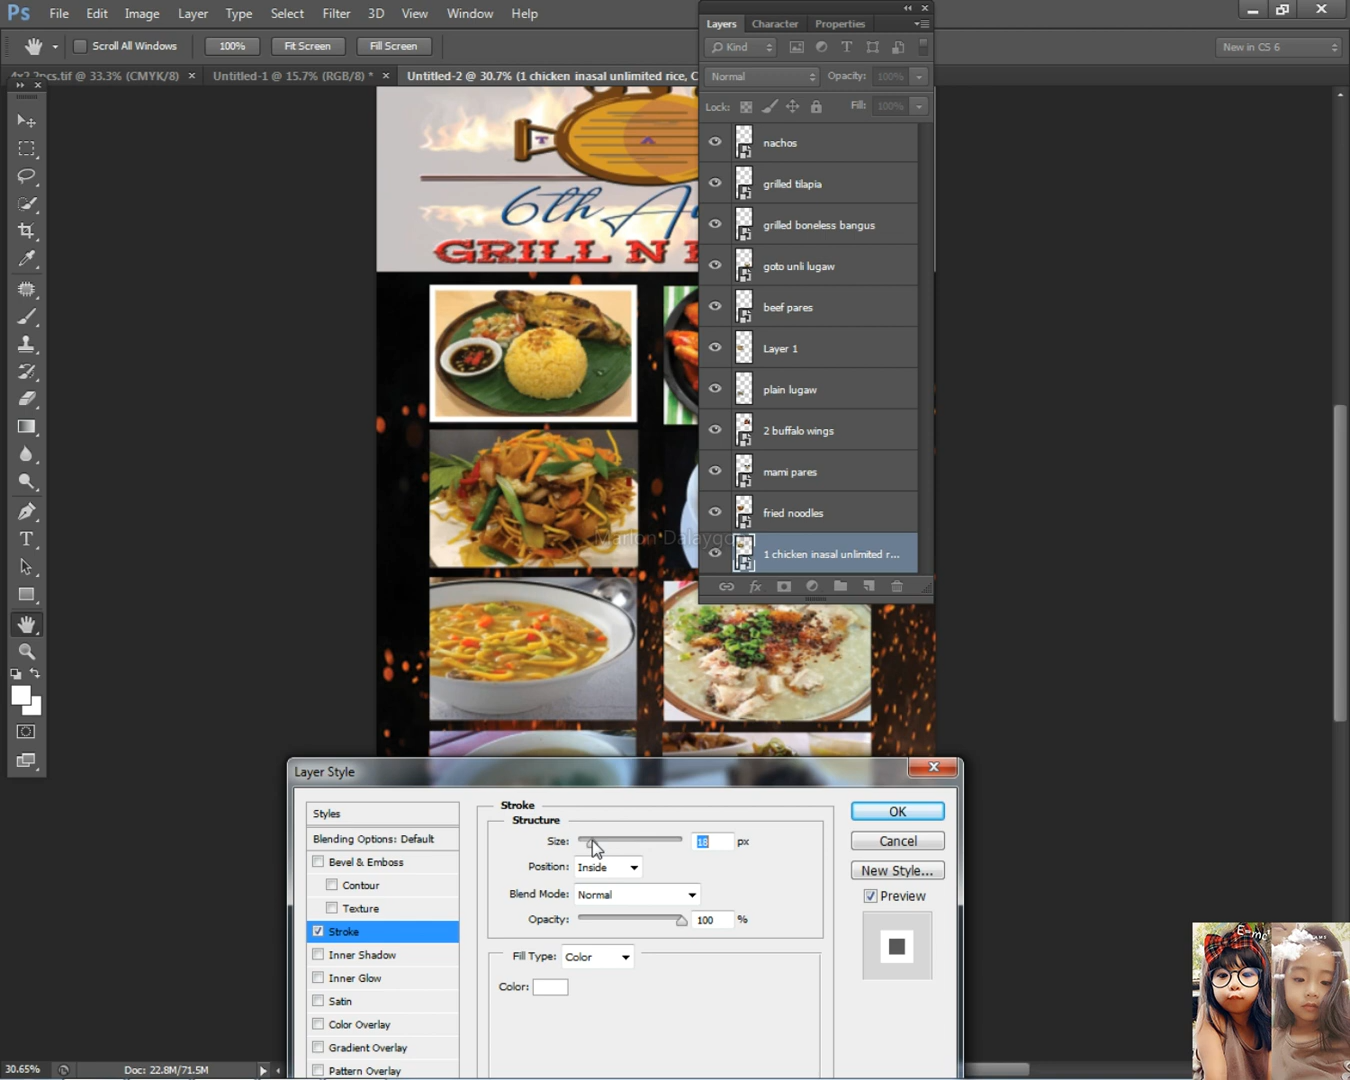 Ps File Edit Image Layer Type Select Filter 3D View Window Help
Scroll All Windows 100% Fit Screen Fill Screen New in CS 6
4x2 2pcs.tif @ 33.3% (CMYK/8) × Untitled-1 @ 15.7% (RGB/8) * × Untitled-2 @ 30.7% (1 chicken inasal unlimited rice, C
Layers Character Properties
Kind
Normal Opacity: 100%
Lock: Fill: 100%
nachos
grilled tilapia
grilled boneless bangus
goto unli lugaw
beef pares
Layer 1
plain lugaw
2 buffalo wings
mami pares
fried noodles
1 chicken inasal unlimited r...
fx
T A
6th A
GRILL N
Layer Style
Styles
Blending Options: Default
Bevel & Emboss
Contour
Texture
Stroke
Inner Shadow
Inner Glow
Satin
Color Overlay
Gradient Overlay
Pattern Overlay
Stroke
Structure
Size: 18 px
Position: Inside
Blend Mode: Normal
Opacity: 100 %
Fill Type: Color
Color:
OK
Cancel
New Style...
Preview
30.65% Doc: 22.8M/71.5M